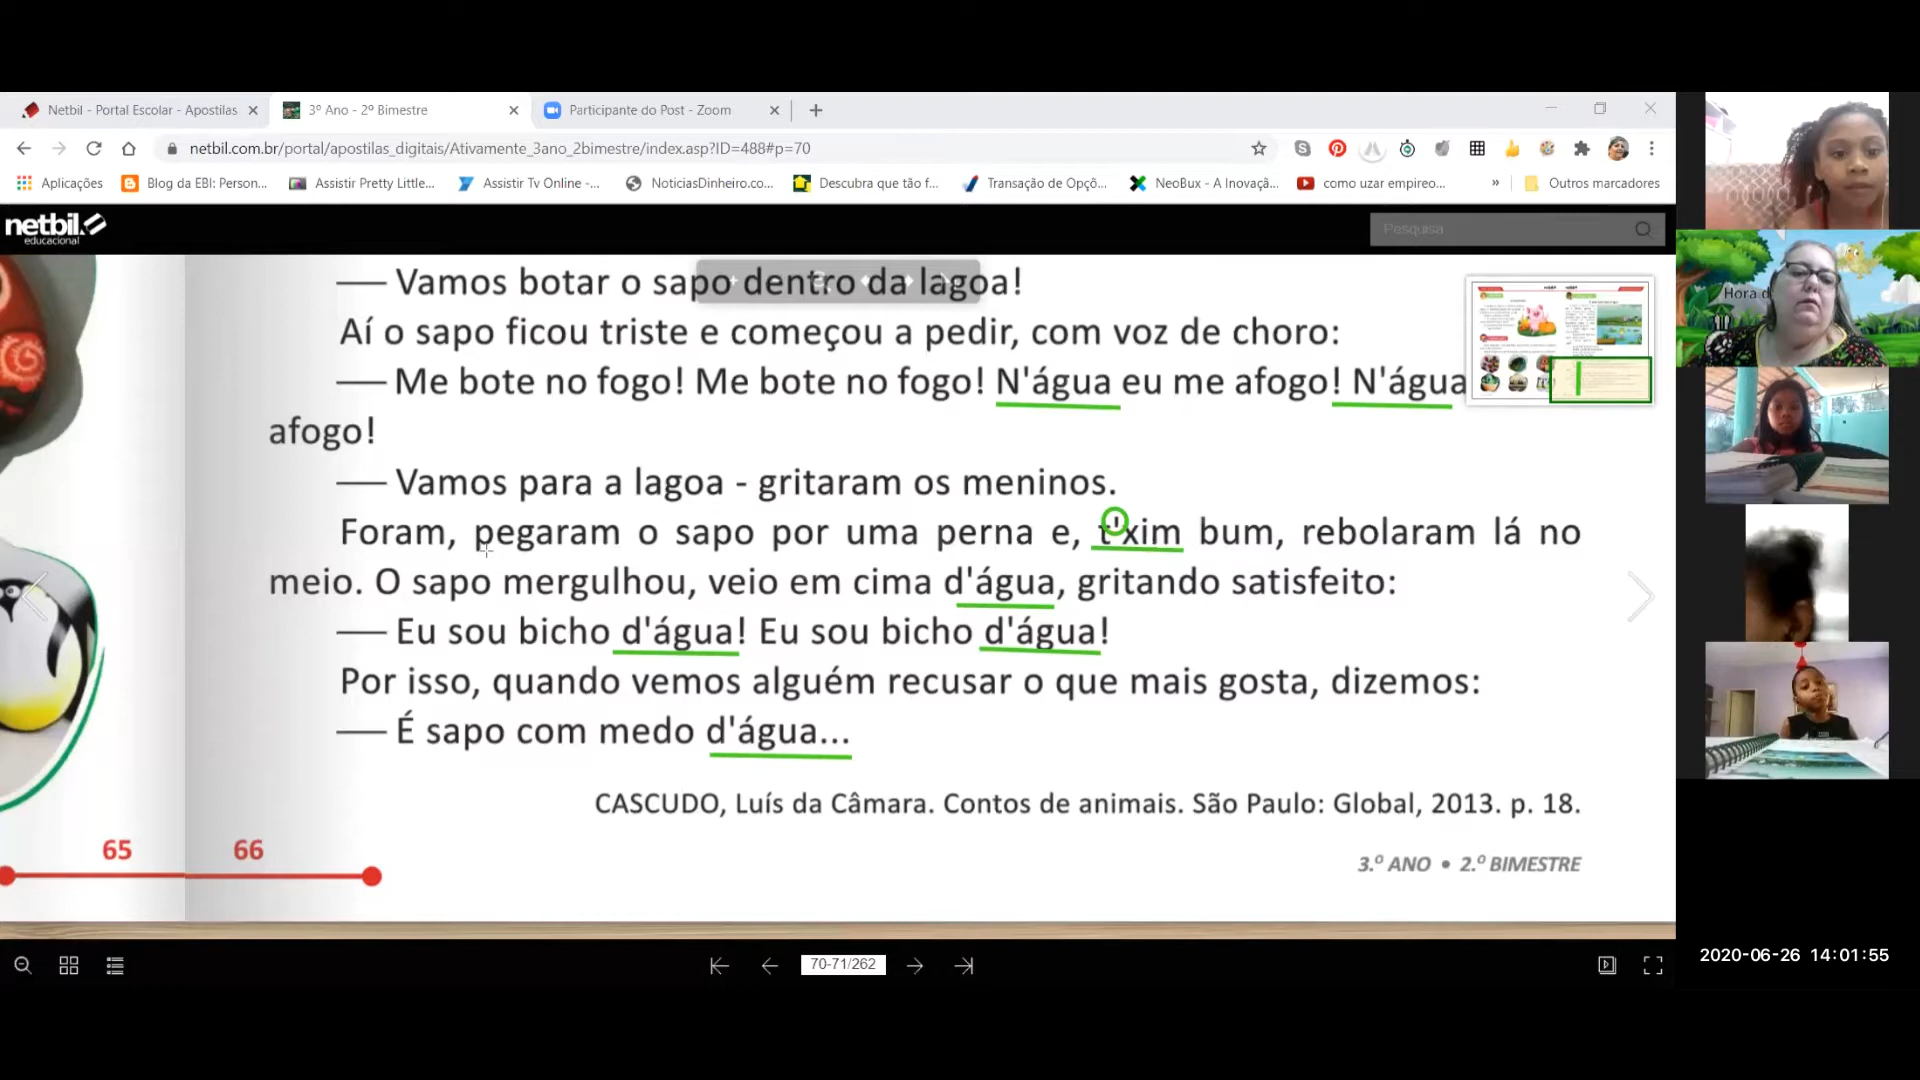 Netbil - Portal Escolar - Apostilas
3º Ano - 2º Bimestre
Participante do Post - Zoom
netbil.com.br/portal/apostilas_digitais/Ativamente_3ano_2bimestre/index.asp?ID=488#p=70
Aplicações
Blog da EBI: Person...
Assistir Pretty Little...
Assistir Tv Online -...
NoticiasDinheiro.co...
Descubra que tão f...
Transação de Opçõ...
NeoBux - A Inovaçã...
como uzar empireo...
»
Outros marcadores
netbil
educacional
Pesquisa
— Vamos botar o sapo dentro da lagoa!
Aí o sapo ficou triste e começou a pedir, com voz de choro:
— Me bote no fogo! Me bote no fogo! N'água eu me afogo! N'água
afogo!
— Vamos para a lagoa - gritaram os meninos.
Foram, pegaram o sapo por uma perna e, t'xim bum, rebolaram lá no
meio. O sapo mergulhou, veio em cima d'água, gritando satisfeito:
— Eu sou bicho d'água! Eu sou bicho d'água!
Por isso, quando vemos alguém recusar o que mais gosta, dizemos:
— É sapo com medo d'água...
CASCUDO, Luís da Câmara. Contos de animais. São Paulo: Global, 2013. p. 18.
65
66
3.º ANO • 2.º BIMESTRE
70-71/262
Hora d
2020-06-26 14:01:55